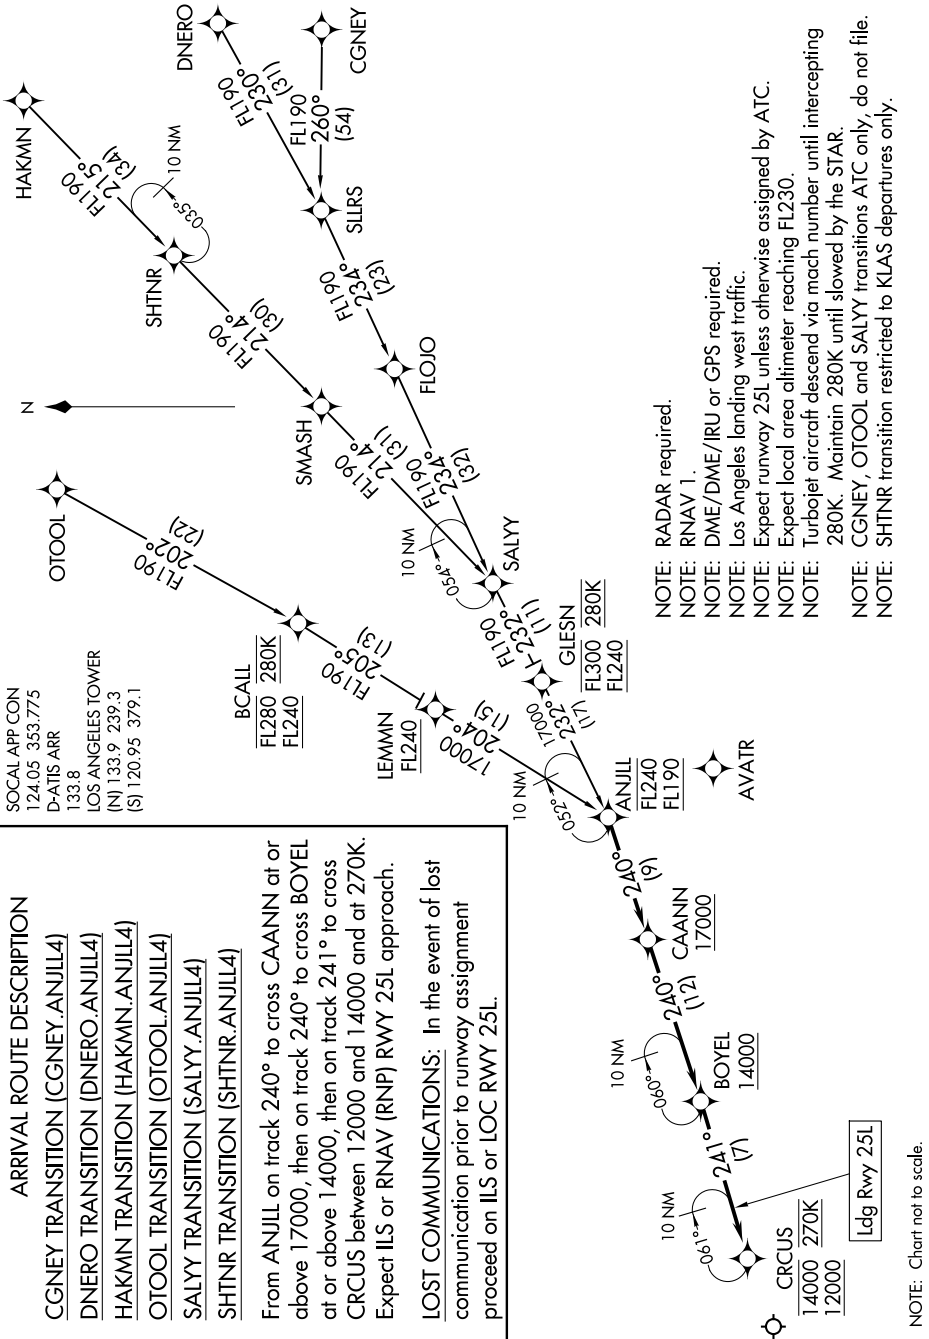 ARRIVAL ROUTE DESCRIPTION
CGNEY TRANSITION (CGNEY.ANJLL4)
DNERO TRANSITION (DNERO.ANJLL4)
HAKMN TRANSITION (HAKMN.ANJLL4)
OTOOL TRANSITION (OTOOL.ANJLL4)
SALYY TRANSITION (SALYY.ANJLL4)
SHTNR TRANSITION (SHTNR.ANJLL4)
From ANJLL on track 240° to cross CAANN at or
above 17000, then on track 240° to cross BOYEL
at or above 14000, then on track 241° to cross
CRCUS between 12000 and 14000 and at 270K.
Expect ILS or RNAV (RNP) RWY 25L approach.
LOST COMMUNICATIONS: In the event of lost
communication prior to runway assignment
proceed on ILS or LOC RWY 25L.
SOCAL APP CON
124.05 353.775
D-ATIS ARR
133.8
LOS ANGELES TOWER
(N) 133.9 239.3
(S) 120.95 379.1
N
OTOOL
FL190
202°
(22)
BCALL
FL280 280K
FL240
FL190
205°
(13)
LEMMN
FL240
17000
204°
(15)
HAKMN
FL190
215°
(34)
10 NM
035°
SHTNR
FL190
214°
(30)
SMASH
FL190
214°
(31)
DNERO
FL190
230°
(31)
CGNEY
FL190
260°
(54)
SLLRS
FL190
234°
(23)
FLOJO
FL190
234°
(32)
10 NM
054°
SALYY
FL190
232°
(11)
GLESN
FL300 280K
FL240
17000
232°
(17)
10 NM
052°
ANJLL
FL240
FL190
AVATR
240°
(9)
CAANN
17000
240°
(12)
10 NM
060°
BOYEL
14000
241°
(7)
10 NM
061°
CRCUS
14000 270K
12000
Ldg Rwy 25L
NOTE: RADAR required.
NOTE: RNAV 1.
NOTE: DME/DME/IRU or GPS required.
NOTE: Los Angeles landing west traffic.
NOTE: Expect runway 25L unless otherwise assigned by ATC.
NOTE: Expect local area altimeter reaching FL230.
NOTE: Turbojet aircraft descend via mach number until intercepting
280K. Maintain 280K until slowed by the STAR.
NOTE: CGNEY, OTOOL and SALYY transitions ATC only, do not file.
NOTE: SHTNR transition restricted to KLAS departures only.
NOTE: Chart not to scale.